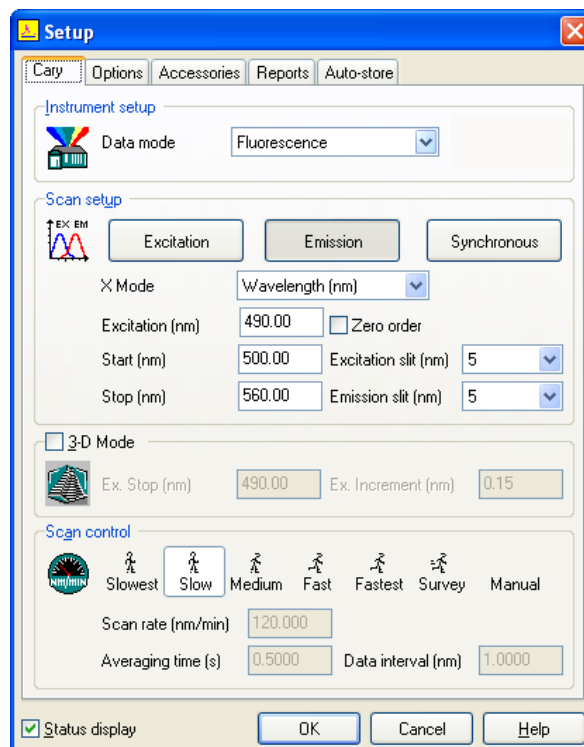 Setup
Cary Options Accessories Reports Auto-store
Instrument setup
Data mode Fluorescence
Scan setup
EX EM
Excitation Emission Synchronous
X Mode Wavelength (nm)
Excitation (nm) 490.00 Zero order
Start (nm) 500.00 Excitation slit (nm) 5
Stop (nm) 560.00 Emission slit (nm) 5
3-D Mode
Ex. Stop (nm) 490.00 Ex. Increment (nm) 0.15
Scan control
NM/MIN
Slowest Slow Medium Fast Fastest Survey Manual
Scan rate (nm/min) 120.000
Averaging time (s) 0.5000 Data interval (nm) 1.0000
Status display OK Cancel Help